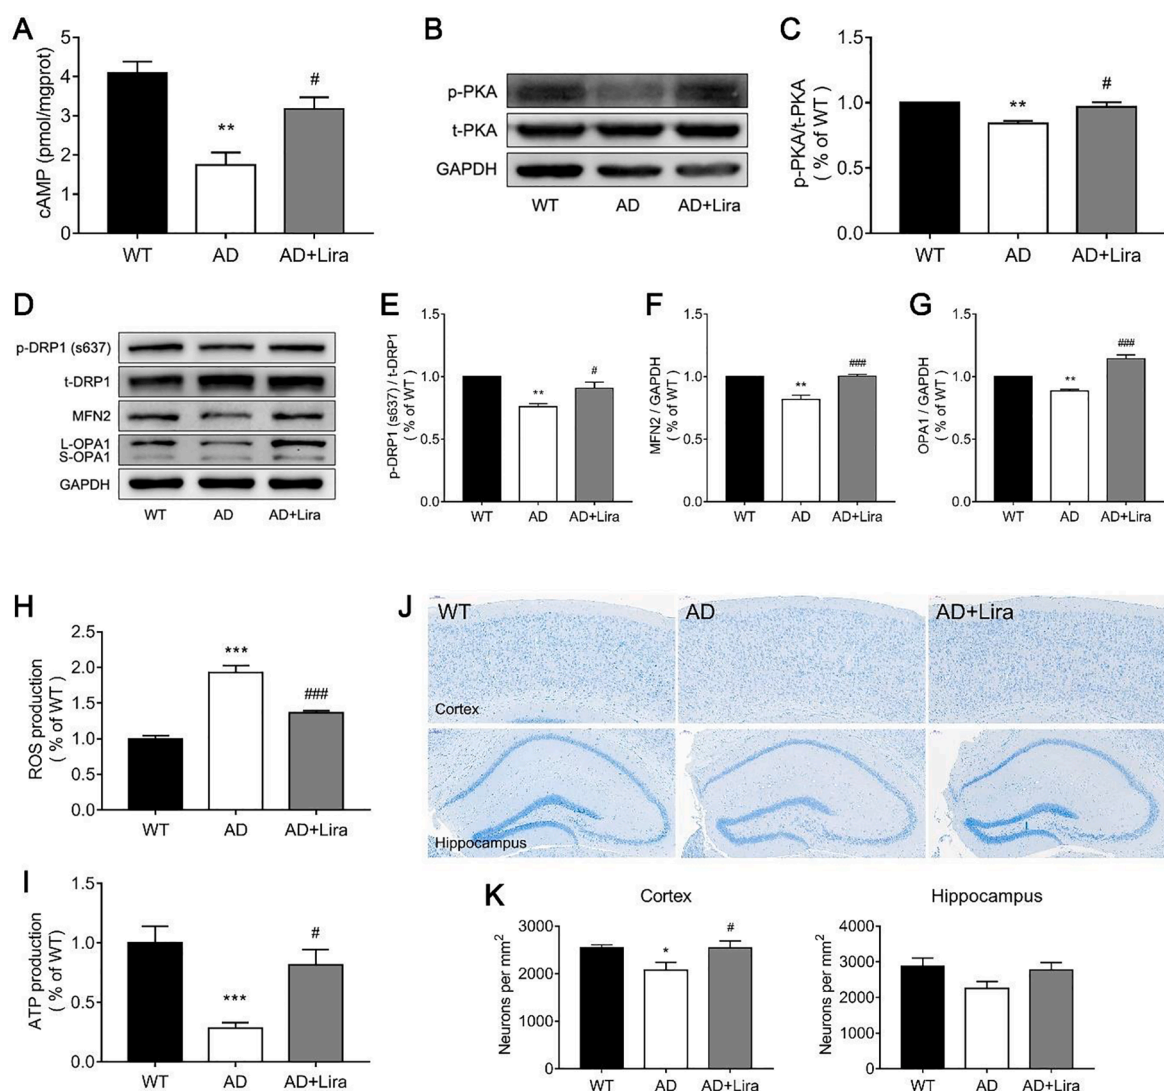 A
cAMP (pmol/mgprot)
5
4
3
2
1
0
**
#
WT
AD
AD+Lira
B
p-PKA
t-PKA
GAPDH
WT
AD
AD+Lira
C
p-PKA/t-PKA
( % of WT )
1.5
1.0
0.5
0.0
**
#
WT
AD
AD+Lira
D
p-DRP1 (s637)
t-DRP1
MFN2
L-OPA1
S-OPA1
GAPDH
WT
AD
AD+Lira
E
p-DRP1 (s637) / t-DRP1
( % of WT )
1.5
1.0
0.5
0.0
**
#
WT
AD
AD+Lira
F
MFN2 / GAPDH
( % of WT )
1.5
1.0
0.5
0.0
**
###
WT
AD
AD+Lira
G
OPA1 / GAPDH
( % of WT )
1.5
1.0
0.5
0.0
**
###
WT
AD
AD+Lira
H
ROS production
( % of WT )
2.5
2.0
1.5
1.0
0.5
0.0
***
###
WT
AD
AD+Lira
I
ATP production
( % of WT)
1.5
1.0
0.5
0.0
***
#
WT
AD
AD+Lira
J
WT
AD
AD+Lira
Cortex
Hippocampus
K
Cortex
Neurons per mm2
3000
2000
1000
0
*
#
WT
AD
AD+Lira
Hippocampus
Neurons per mm2
4000
3000
2000
1000
0
WT
AD
AD+Lira